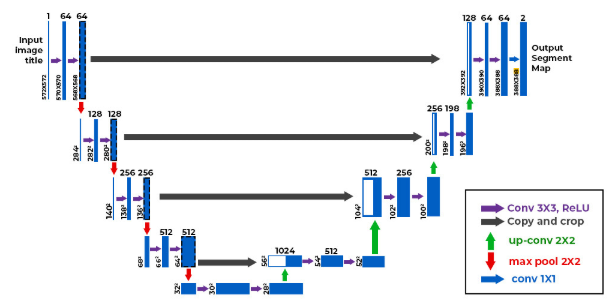 1 64 64
Input
image
title
572X572
570X570
568X568
128 64 64 2
Output
Segment
Map
392X392
390X390
388X388
388X388
128 128
284²
282²
280²
256 198
200²
198²
196²
256 256
140²
138²
136²
512 256
104²
102²
100²
512 512
68²
66²
64²
1024 512
56²
54²
52²
32²
30²
28²
Conv 3X3, ReLU
Copy and crop
up-conv 2X2
max pool 2X2
conv 1X1